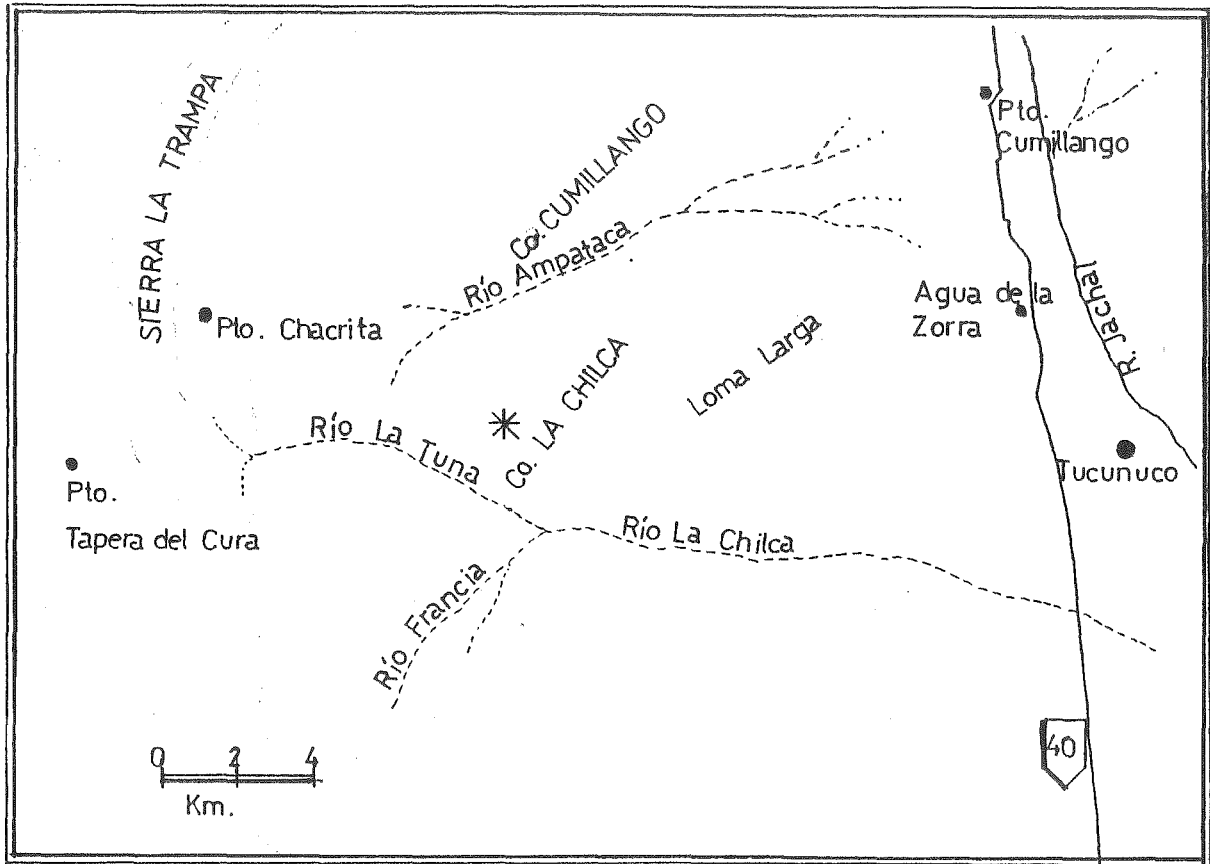 SIERRA LA TRAMPA
Co. CUMILLANGO
Río Ampataca
Pto.
Cumillango
Pto. Chacrita
Agua de la
Zorra
R. Jachal
Loma Larga
Co. LA CHILCA
Río La Tuna
Tucunuco
Pto.
Tapera del Cura
Río La Chilca
Río Francia
0 2 4
Km.
40